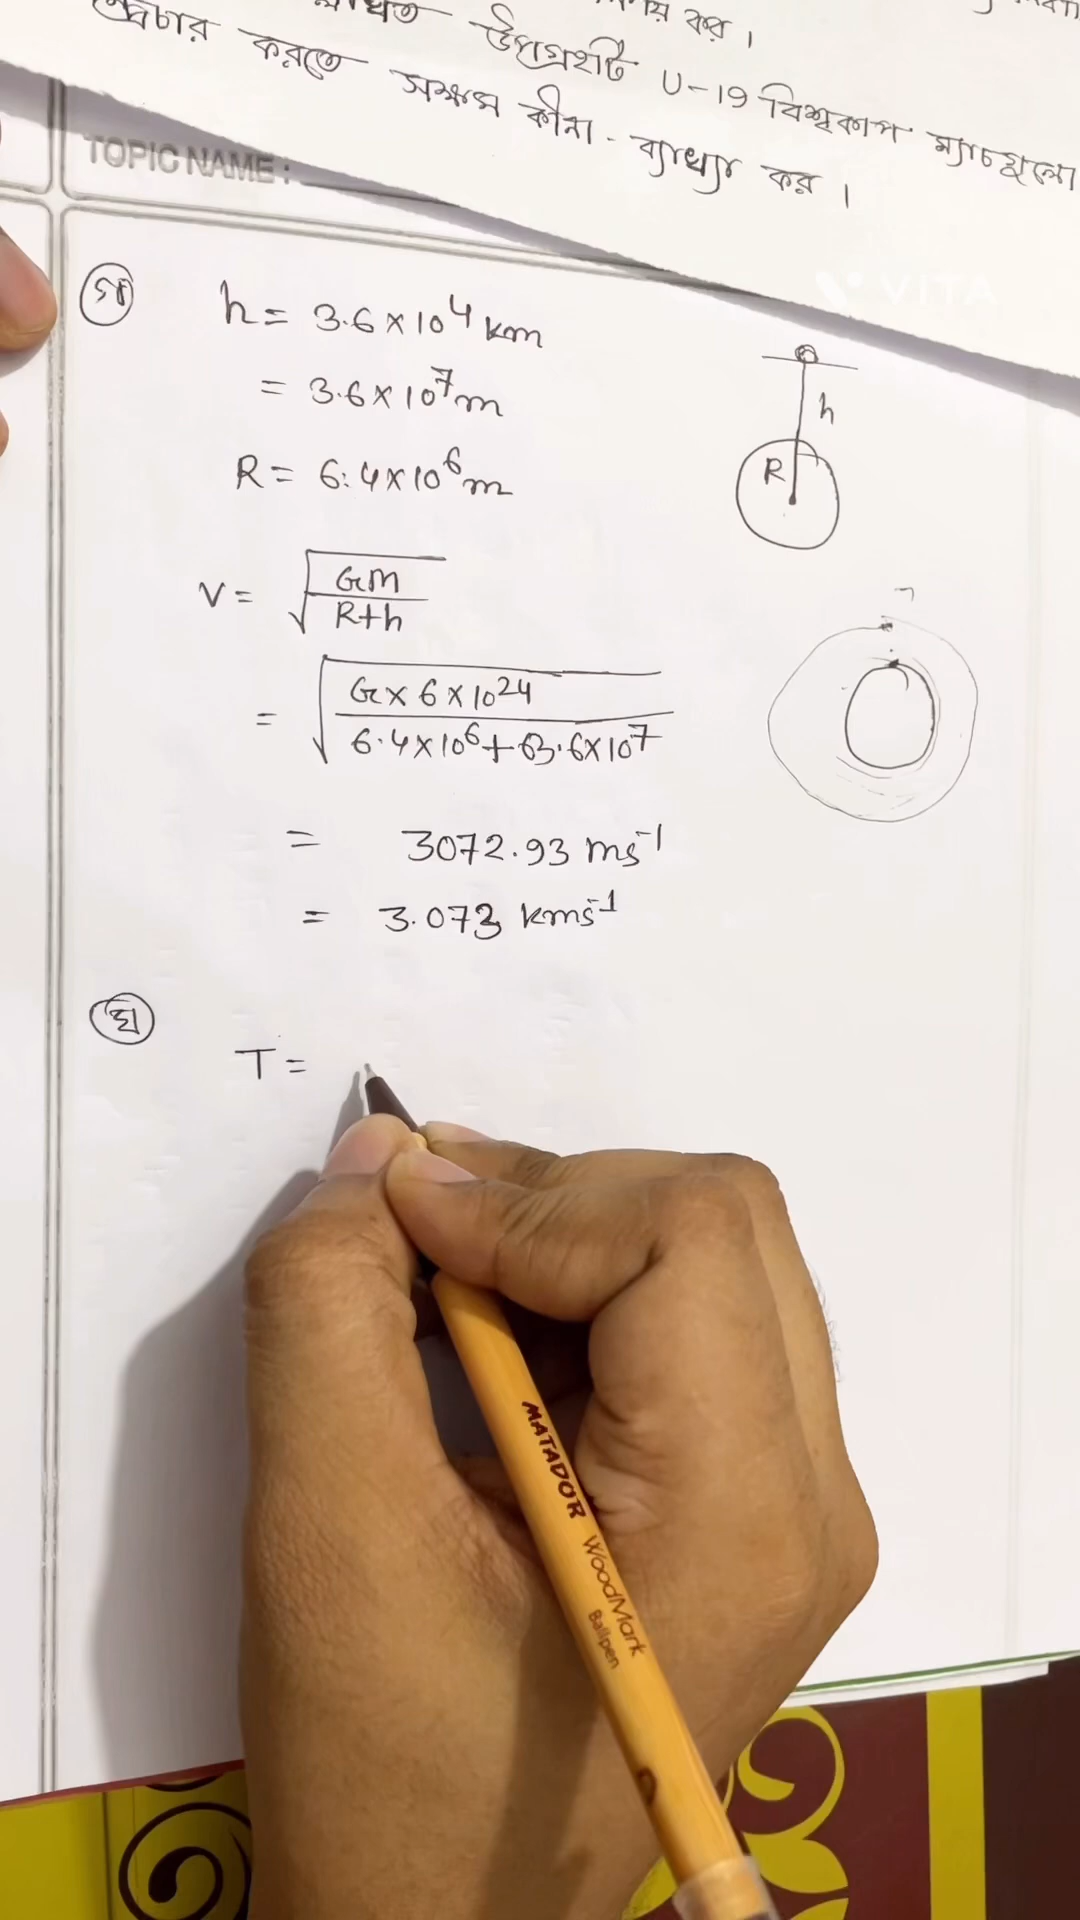 কর ।
উপগ্রহটি U-19 বিশ্বকাপ ম্যাচগুলো
করতে সক্ষম কীনা - ব্যাখ্যা কর ।
TOPIC NAME :
VITA
গ
h = 3.6 × 10⁴ km
= 3.6 × 10⁷ m
R = 6.4 × 10⁶ m
h
R
V = √(GM / R+h)
= √(G × 6 × 10²⁴ / 6.4 × 10⁶ + 3.6 × 10⁷)
= 3072.93 ms⁻¹
= 3.073 kms⁻¹
ঘ
T =
MATADOR WoodMark
Ballpen